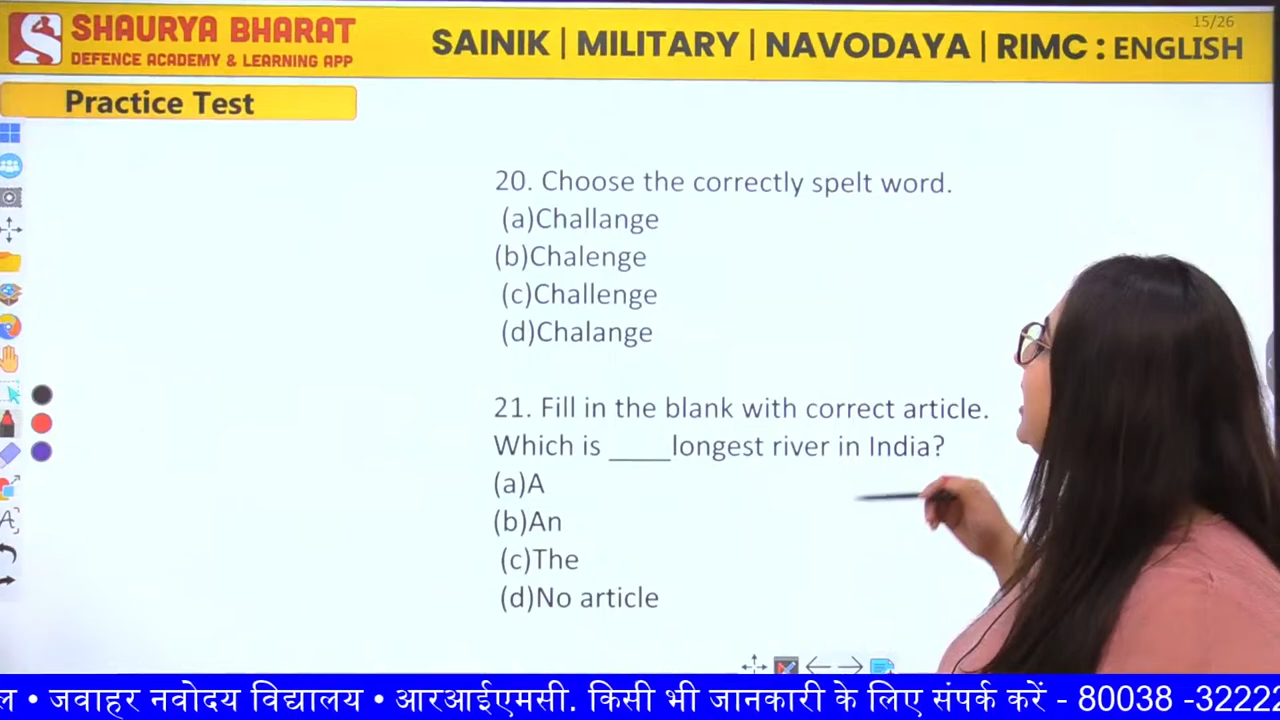 15/26
SHAURYA BHARAT
DEFENCE ACADEMY & LEARNING APP
SAINIK | MILITARY | NAVODAYA | RIMC : ENGLISH
Practice Test
20. Choose the correctly spelt word.
(a)Challange
(b)Chalenge
(c)Challenge
(d)Chalange
21. Fill in the blank with correct article.
Which is ____longest river in India?
(a)A
(b)An
(c)The
(d)No article
• जवाहर नवोदय विद्यालय • आरआईएमसी. किसी भी जानकारी के लिए संपर्क करें - 80038 -32222